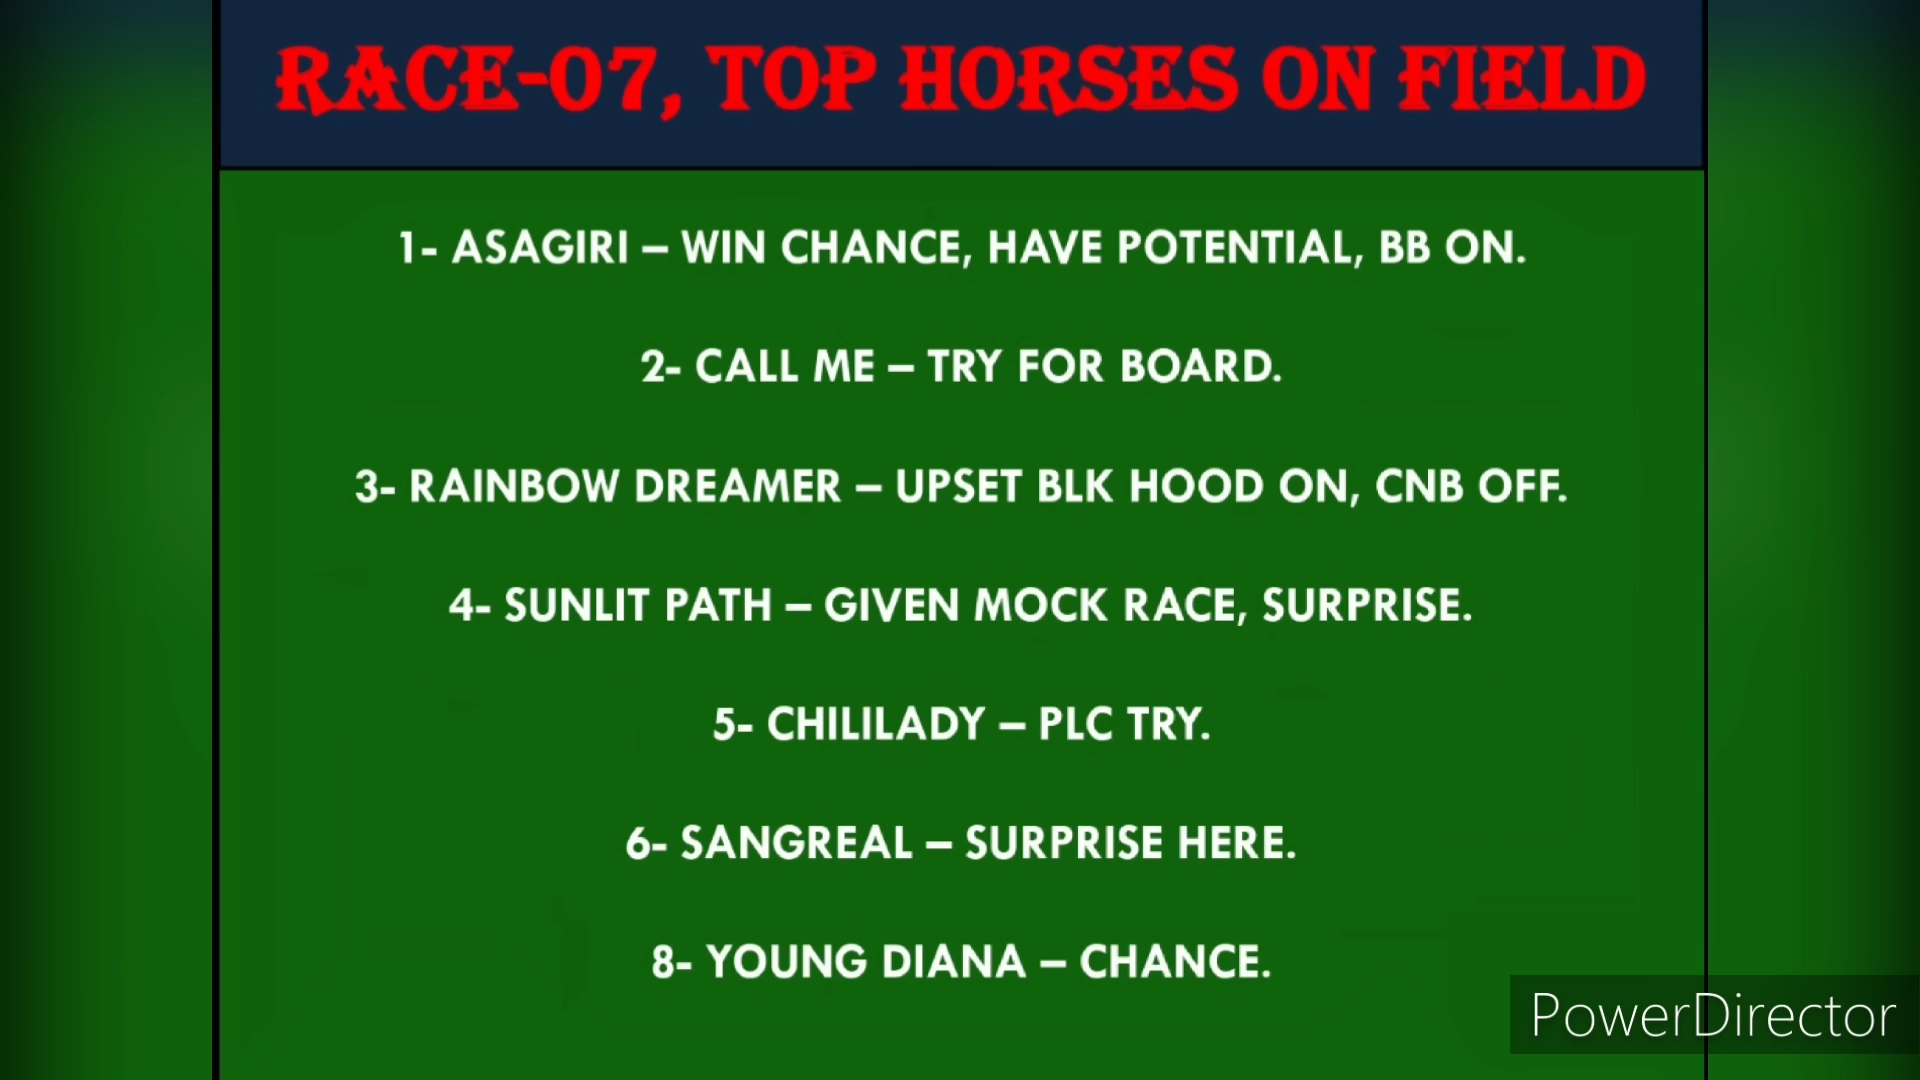 RACE-07, TOP HORSES ON FIELD
1- ASAGIRI – WIN CHANCE, HAVE POTENTIAL, BB ON.
2- CALL ME – TRY FOR BOARD.
3- RAINBOW DREAMER – UPSET BLK HOOD ON, CNB OFF.
4- SUNLIT PATH – GIVEN MOCK RACE, SURPRISE.
5- CHILILADY – PLC TRY.
6- SANGREAL – SURPRISE HERE.
8- YOUNG DIANA – CHANCE.
PowerDirector